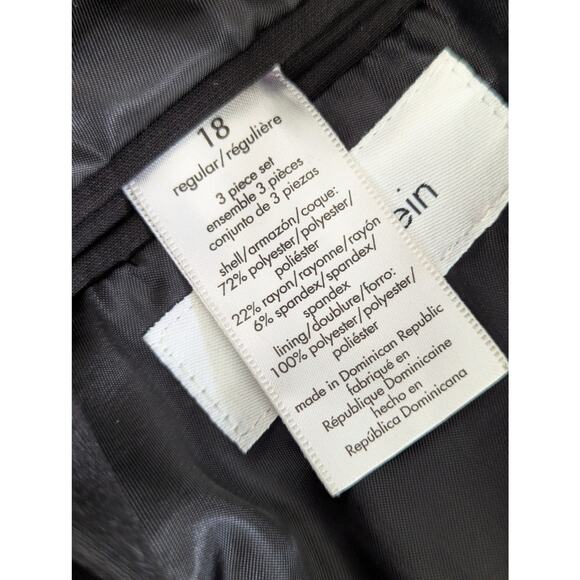 18
regular/régulière
3 piece set
ensemble 3 pièces
conjunto de 3 piezas
shell/armazón/coque:
72% polyester/polyester/
poliéster
22% rayon/rayonne/rayón
6% spandex/spandex/
spandex
lining/doublure/forro:
100% polyester/polyester/
poliéster
made in Dominican Republic
fabriqué en
République Dominicaine
hecho en
República Dominicana
ein